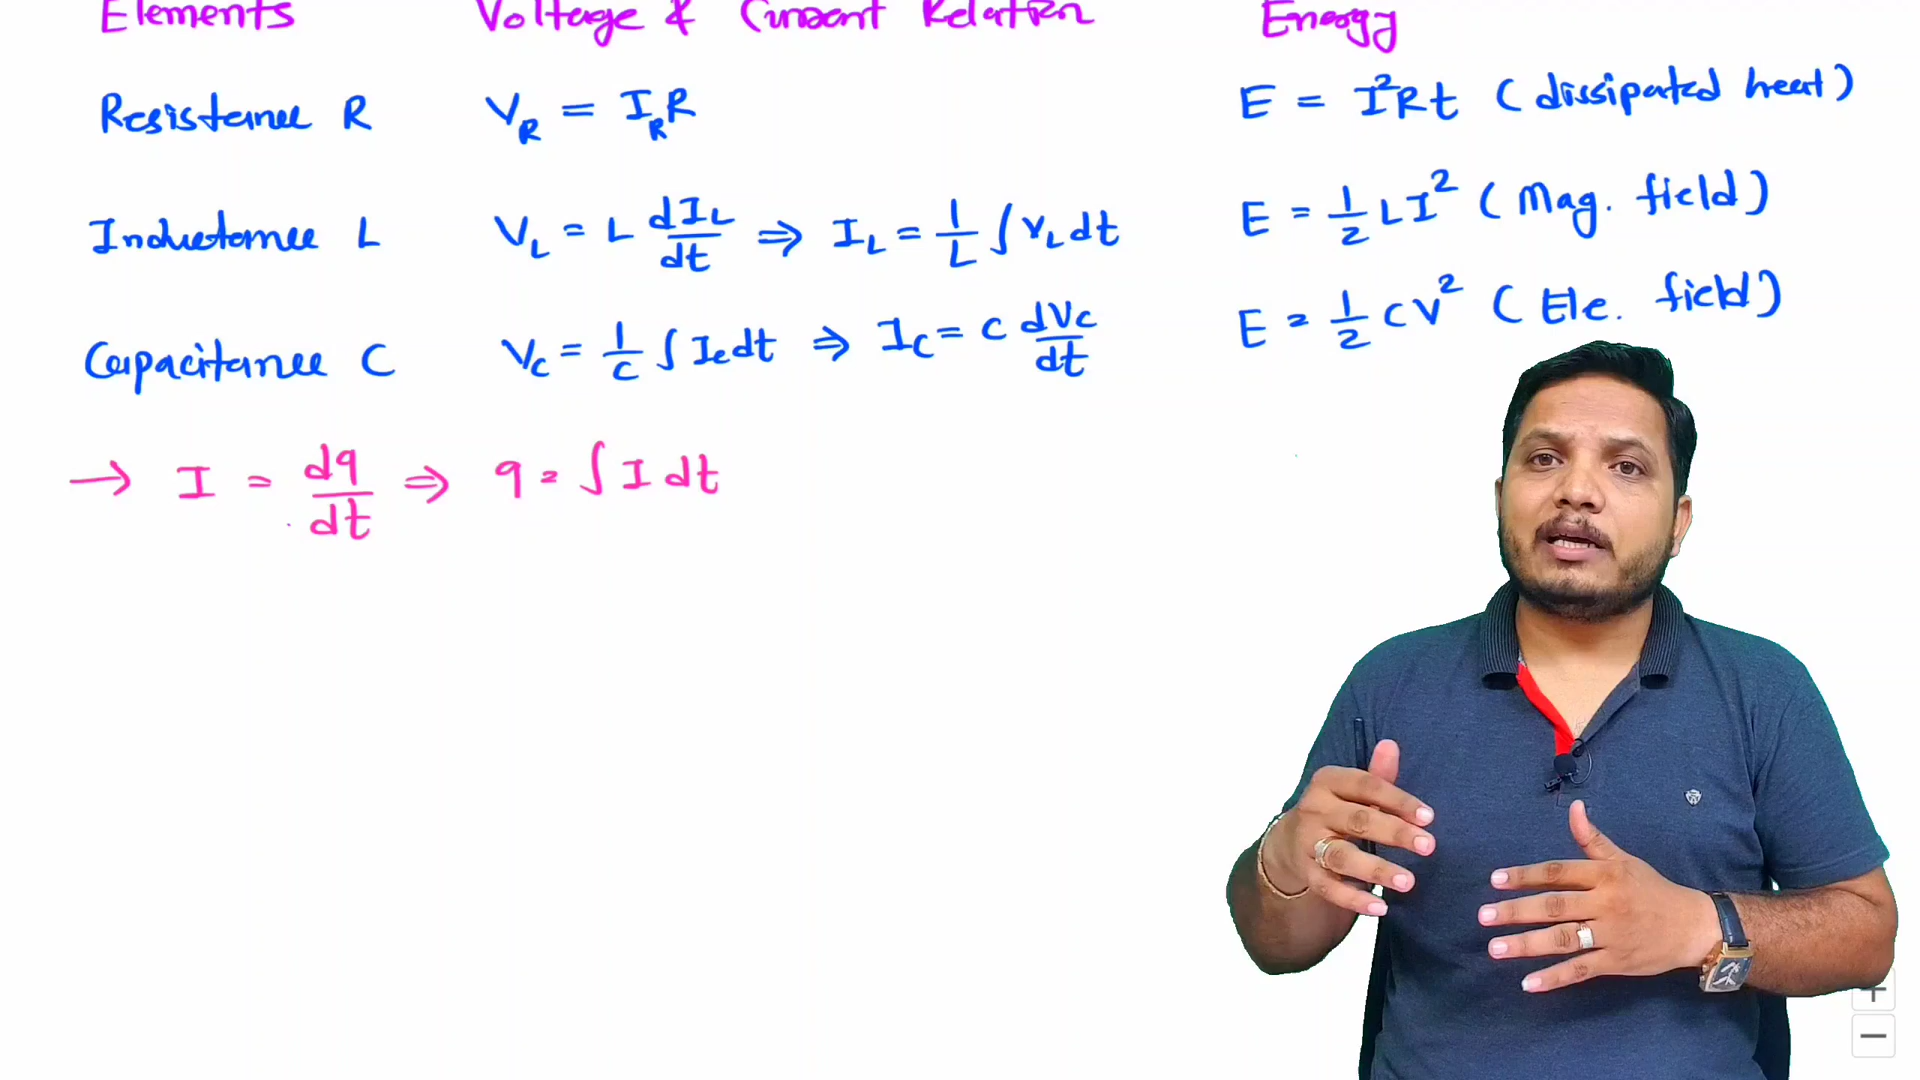 Elements Voltage & Current Relation Energy
Resistance R V_R = I_R R E = I²Rt (dissipated heat)
Inductance L V_L = L dI_L/dt ⇒ I_L = 1/L ∫ V_L dt E = 1/2 LI² (Mag. field)
Capacitance C V_C = 1/C ∫ I_C dt ⇒ I_C = C dV_C/dt E = 1/2 CV² (Ele. field)
→ I = dq/dt ⇒ q = ∫ I dt